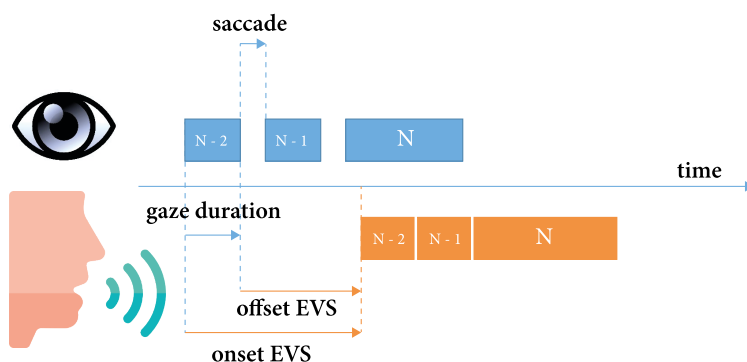 saccade
N - 2 N - 1 N
time
gaze duration
N - 2 N - 1 N
offset EVS
onset EVS